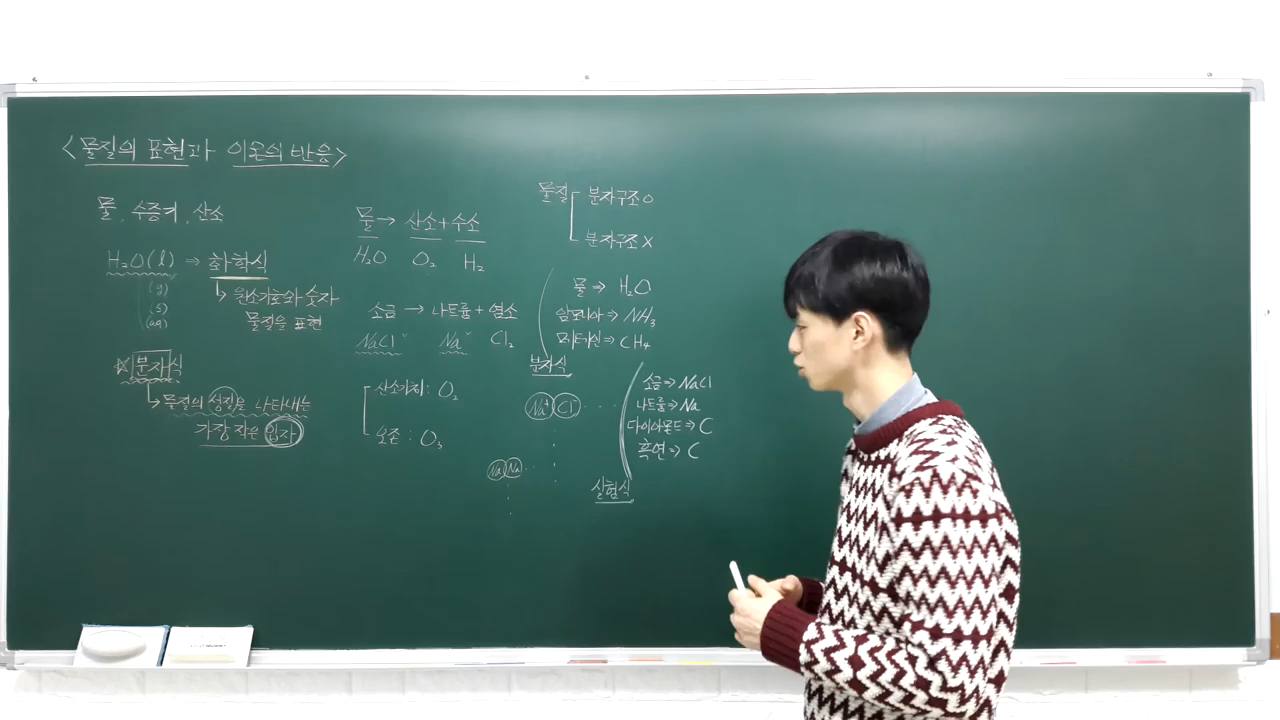 <물질의 표현과 이온의 반응>
물, 수증기, 산소
H₂O(l) ⇒ 화학식
(g)
(s)
(aq)
↳ 원소기호와 숫자
물질을 표현
☆ 분자식
↳ 물질의 성질을 나타내는
가장 작은 입자
물 → 산소 + 수소
H₂O O₂ H₂
소금 → 나트륨 + 염소
NaCl Na Cl₂
산소기체 : O₂
오존 : O₃
물질 분자구조 O
분자구조 X
물 ⇒ H₂O
암모니아 ⇒ NH₃
메테인 ⇒ CH₄
분자식
Na⁺ Cl⁻ ...
Na Na ..
소금 ⇒ NaCl
나트륨 ⇒ Na
다이아몬드 ⇒ C
흑연 ⇒ C
실험식